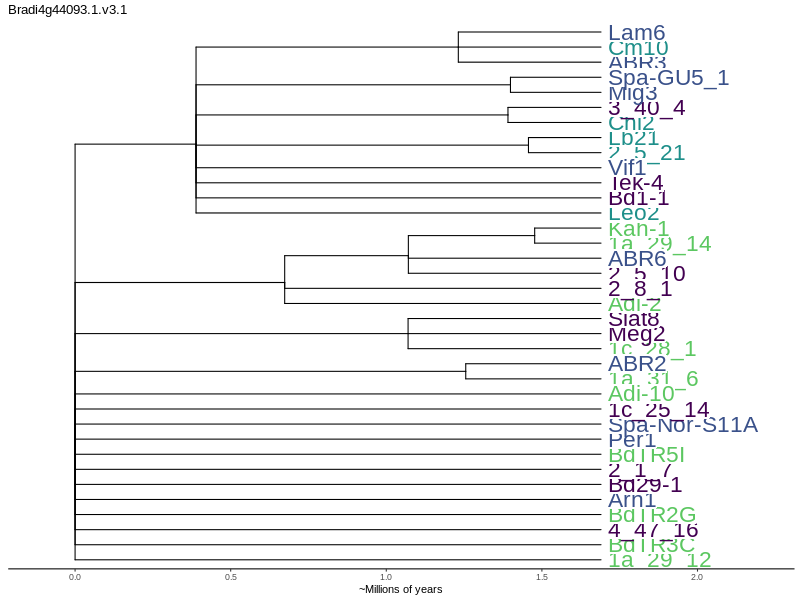 Bradi4g44093.1.v3.1
Lam6
Cm10
ABR3
Spa-GU5_1
Mig3
3_40_4
Chi2
Lb21
2_5_21
Vif1
Tek-4
Bd1-1
Leo2
Kah-1
1a_29_14
ABR6
2_5_10
2_8_1
Adi-2
Slat8
Meg2
1c_28_1
ABR2
1a_31_6
Adi-10
1c_25_14
Spa-Nor-S11A
Per1
BdTR5I
2_1_7
Bd29-1
Arn1
BdTR2G
4_47_16
BdTR3C
1a_29_12
0.0 0.5 1.0 1.5 2.0
~Millions of years